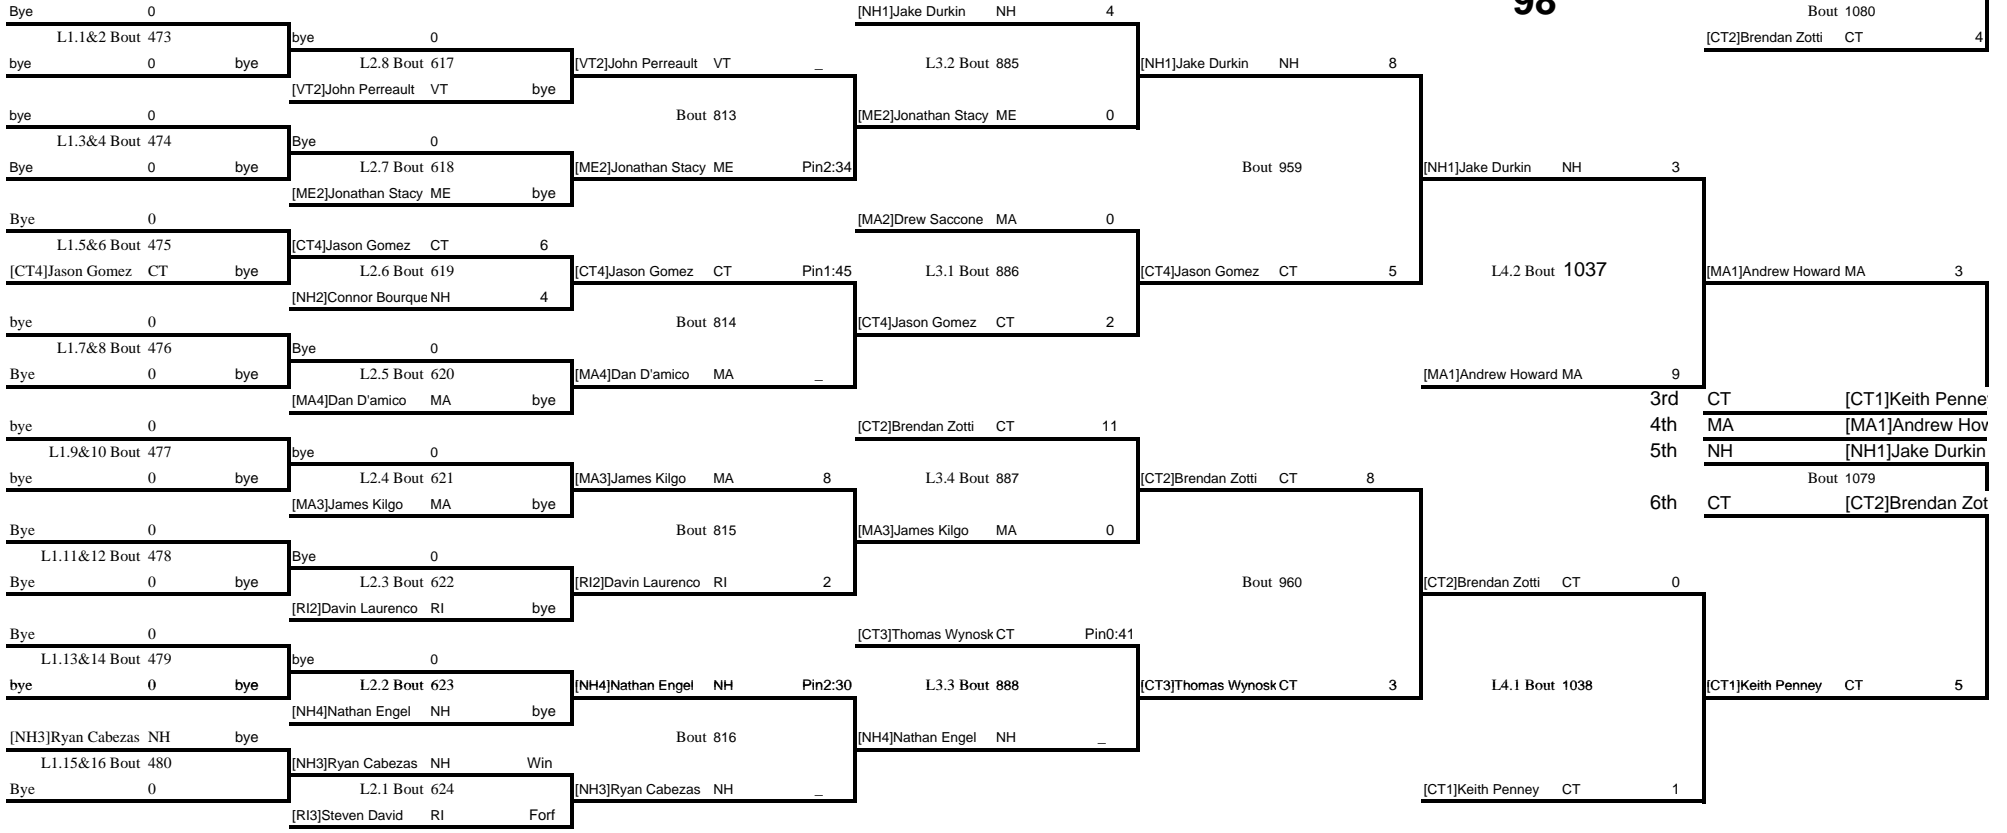 Bye 0 [NH1]Jake Durkin NH 4 98 Bout 1080
L1.1&2 Bout 473 bye 0 [CT2]Brendan Zotti CT 4
bye 0 bye L2.8 Bout 617 [VT2]John Perreault VT _ L3.2 Bout 885 [NH1]Jake Durkin NH 8
[VT2]John Perreault VT bye
bye 0 Bout 813 [ME2]Jonathan Stacy ME 0
L1.3&4 Bout 474 Bye 0
Bye 0 bye L2.7 Bout 618 [ME2]Jonathan Stacy ME Pin2:34 Bout 959 [NH1]Jake Durkin NH 3
[ME2]Jonathan Stacy ME bye
Bye 0 [MA2]Drew Saccone MA 0
L1.5&6 Bout 475 [CT4]Jason Gomez CT 6
[CT4]Jason Gomez CT bye L2.6 Bout 619 [CT4]Jason Gomez CT Pin1:45 L3.1 Bout 886 [CT4]Jason Gomez CT 5 L4.2 Bout 1037 [MA1]Andrew Howard MA 3
[NH2]Connor Bourque NH 4
bye 0 Bout 814 [CT4]Jason Gomez CT 2
L1.7&8 Bout 476 Bye 0
Bye 0 bye L2.5 Bout 620 [MA4]Dan D'amico MA _ [MA1]Andrew Howard MA 9
[MA4]Dan D'amico MA bye 3rd CT [CT1]Keith Penne
bye 0 [CT2]Brendan Zotti CT 11 4th MA [MA1]Andrew How
L1.9&10 Bout 477 bye 0 5th NH [NH1]Jake Durkin
bye 0 bye L2.4 Bout 621 [MA3]James Kilgo MA 8 L3.4 Bout 887 [CT2]Brendan Zotti CT 8 Bout 1079
[MA3]James Kilgo MA bye 6th CT [CT2]Brendan Zot
Bye 0 Bout 815 [MA3]James Kilgo MA 0
L1.11&12 Bout 478 Bye 0
Bye 0 bye L2.3 Bout 622 [RI2]Davin Laurenco RI 2 Bout 960 [CT2]Brendan Zotti CT 0
[RI2]Davin Laurenco RI bye
Bye 0 [CT3]Thomas Wynosk CT Pin0:41
L1.13&14 Bout 479 bye 0
bye 0 bye L2.2 Bout 623 [NH4]Nathan Engel NH Pin2:30 L3.3 Bout 888 [CT3]Thomas Wynosk CT 3 L4.1 Bout 1038 [CT1]Keith Penney CT 5
[NH4]Nathan Engel NH bye
[NH3]Ryan Cabezas NH bye Bout 816 [NH4]Nathan Engel NH _
L1.15&16 Bout 480 [NH3]Ryan Cabezas NH Win
Bye 0 L2.1 Bout 624 [NH3]Ryan Cabezas NH _ [CT1]Keith Penney CT 1
[RI3]Steven David RI Forf